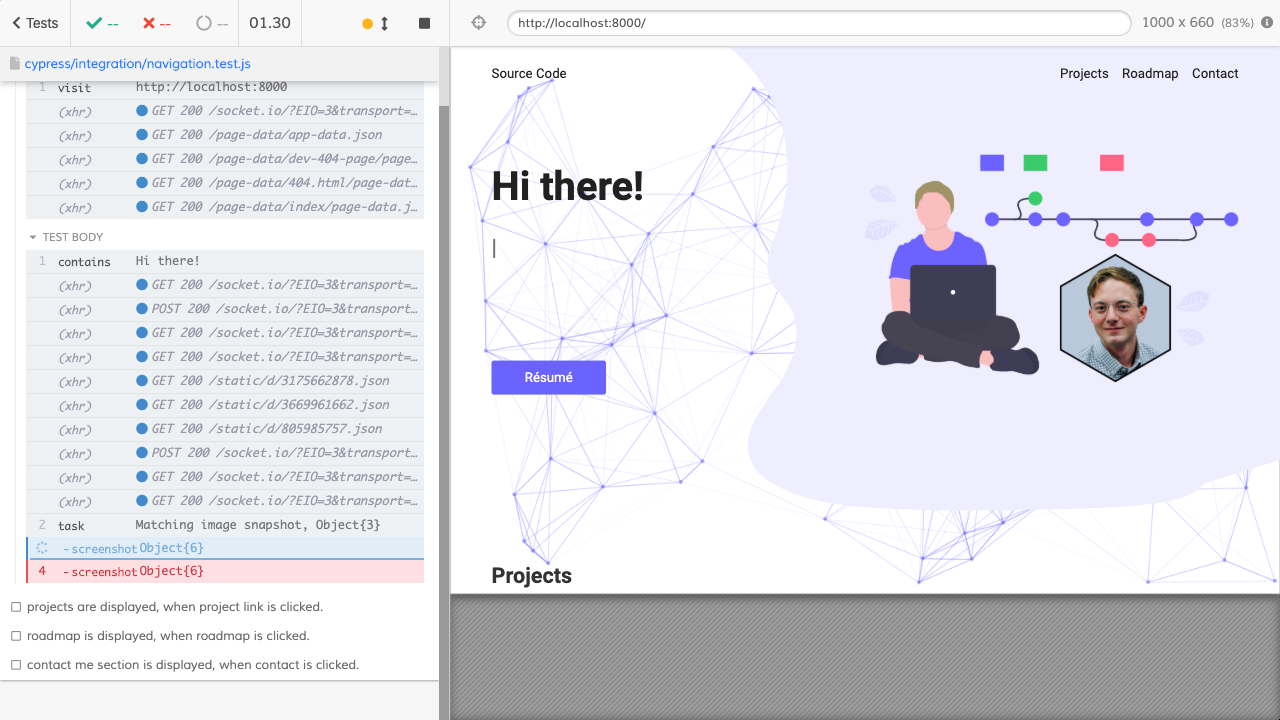 Tests
--
--
--
01.30
http://localhost:8000/
1000 x 660 (83%)
cypress/integration/navigation.test.js
1 visit http://localhost:8000
(xhr) GET 200 /socket.io/?EIO=3&transport=…
(xhr) GET 200 /page-data/app-data.json
(xhr) GET 200 /page-data/dev-404-page/page…
(xhr) GET 200 /page-data/404.html/page-dat…
(xhr) GET 200 /page-data/index/page-data.j…
TEST BODY
1 contains Hi there!
(xhr) GET 200 /socket.io/?EIO=3&transport=…
(xhr) POST 200 /socket.io/?EIO=3&transport…
(xhr) GET 200 /socket.io/?EIO=3&transport=…
(xhr) GET 200 /socket.io/?EIO=3&transport=…
(xhr) GET 200 /static/d/3175662878.json
(xhr) GET 200 /static/d/3669961662.json
(xhr) GET 200 /static/d/805985757.json
(xhr) POST 200 /socket.io/?EIO=3&transport…
(xhr) GET 200 /socket.io/?EIO=3&transport=…
(xhr) GET 200 /socket.io/?EIO=3&transport=…
2 task Matching image snapshot, Object{3}
-screenshot Object{6}
4 -screenshot Object{6}
projects are displayed, when project link is clicked.
roadmap is displayed, when roadmap is clicked.
contact me section is displayed, when contact is clicked.
Source Code
Projects Roadmap Contact
Hi there!
Résumé
Projects